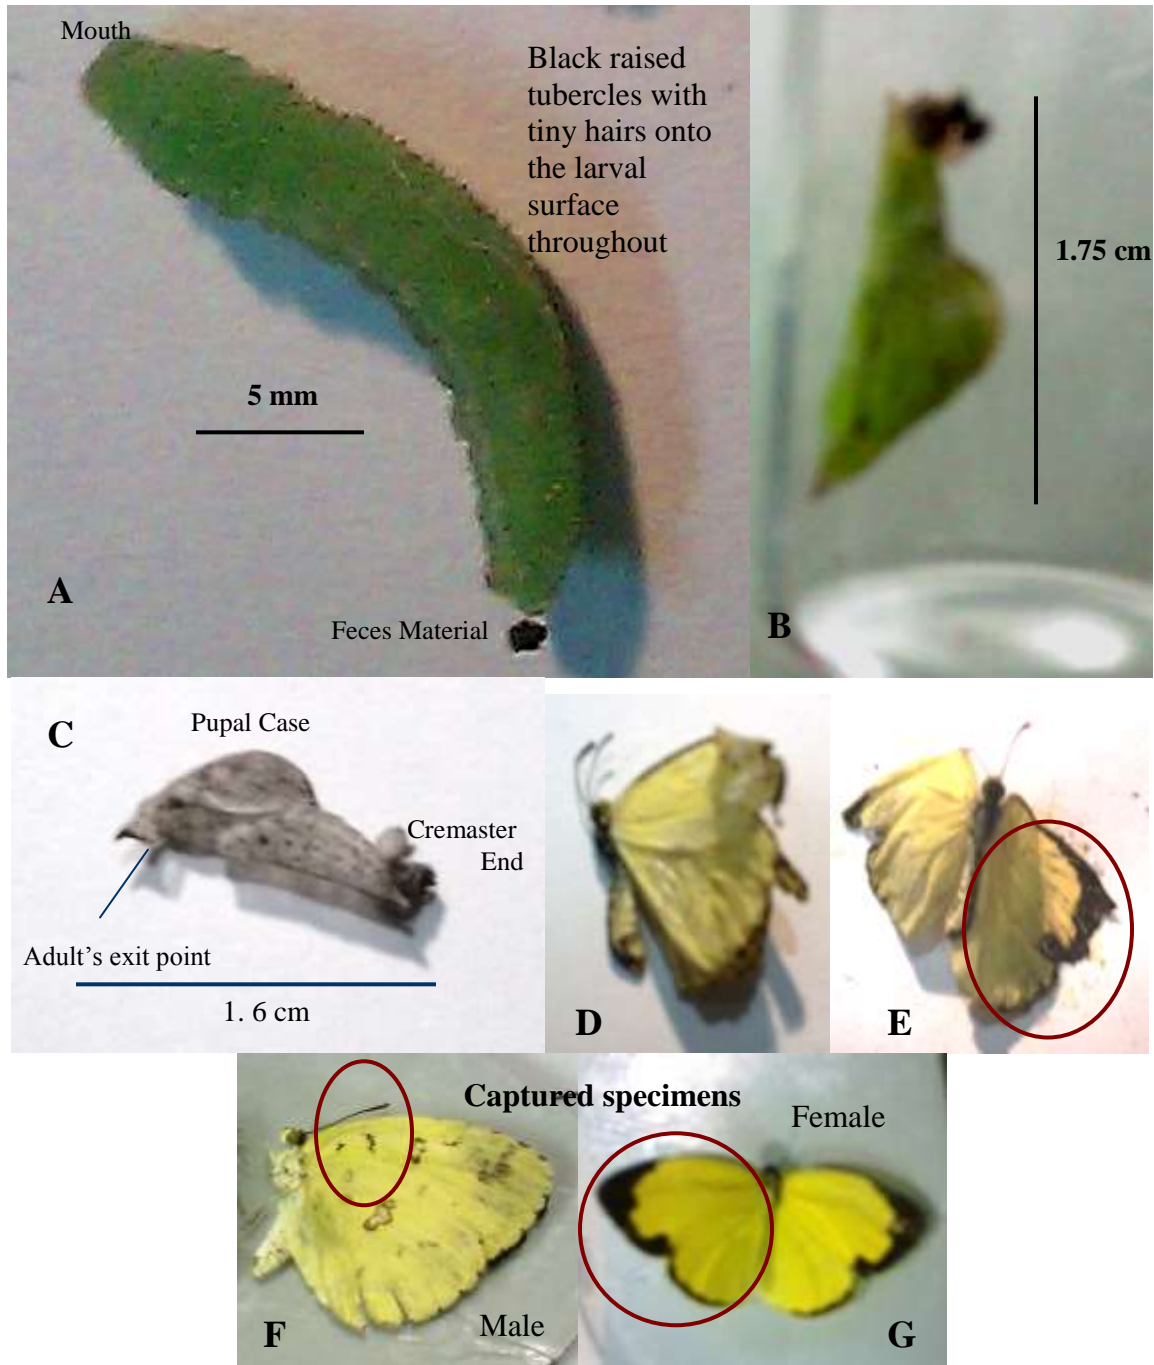 Mouth
Black raised
tubercles with
tiny hairs onto
the larval
surface
throughout
5 mm
A
Feces Material
1.75 cm
B
C
Pupal Case
Cremaster
End
Adult's exit point
1. 6 cm
D
E
Captured specimens
Female
Male
F
G